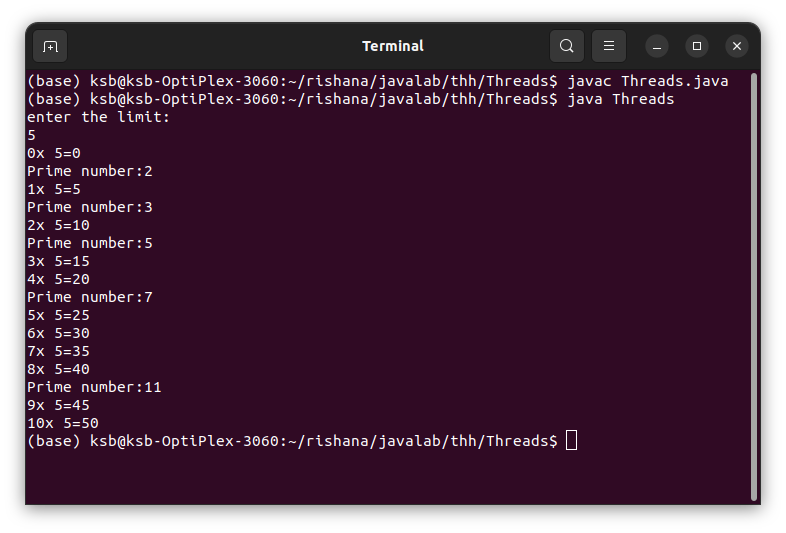 Terminal
(base) ksb@ksb-OptiPlex-3060:~/rishana/javalab/thh/Threads$ javac Threads.java
(base) ksb@ksb-OptiPlex-3060:~/rishana/javalab/thh/Threads$ java Threads
enter the limit:
5
0x 5=0
Prime number:2
1x 5=5
Prime number:3
2x 5=10
Prime number:5
3x 5=15
4x 5=20
Prime number:7
5x 5=25
6x 5=30
7x 5=35
8x 5=40
Prime number:11
9x 5=45
10x 5=50
(base) ksb@ksb-OptiPlex-3060:~/rishana/javalab/thh/Threads$